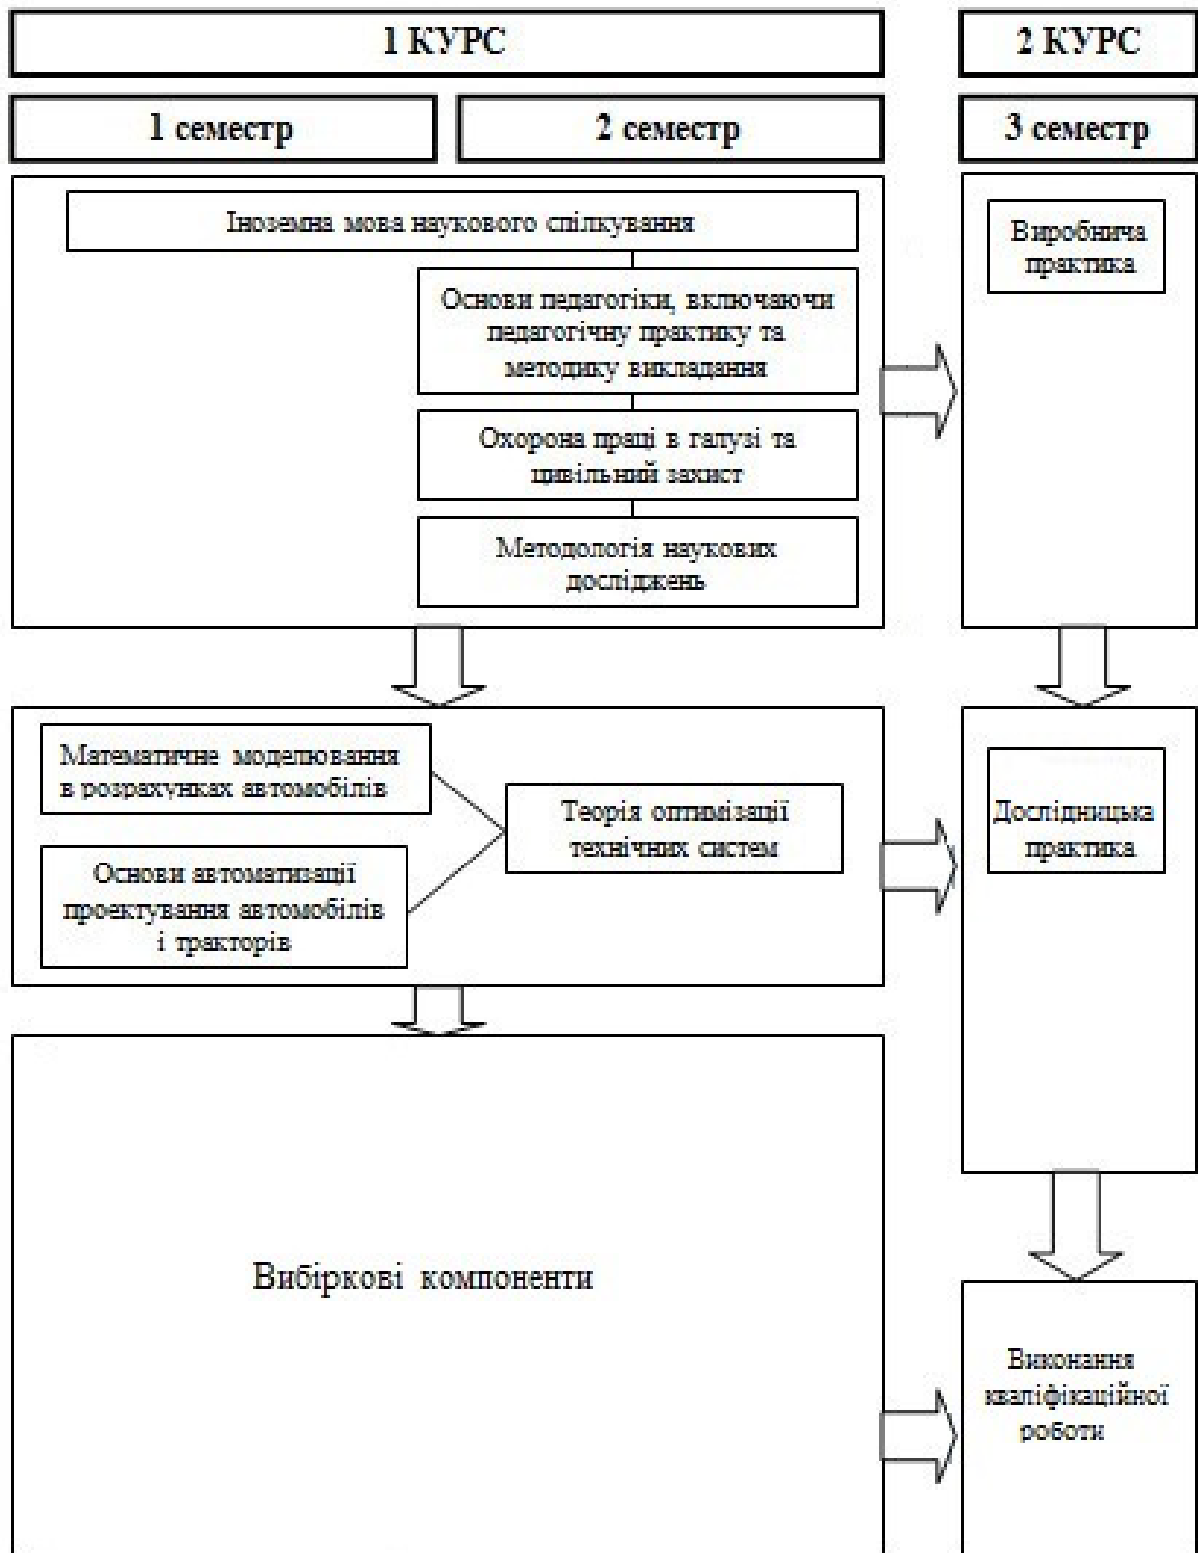 1 КУРС
2 КУРС
1 семестр
2 семестр
3 семестр
Іноземна мова наукового спілкування
Основи педагогіки, включаючи
педагогічну практику та
методику викладання
Охорона праці в галузі та
цивільний захист
Методологія наукових
досліджень
Виробнича
практика
Математичне моделювання
в розрахунках автомобілів
Основи автоматизації
проектування автомобілів
і тракторів
Теорія оптимізації
технічних систем
Дослідницька
практика
Вибіркові компоненти
Виконання
кваліфікаційної
роботи